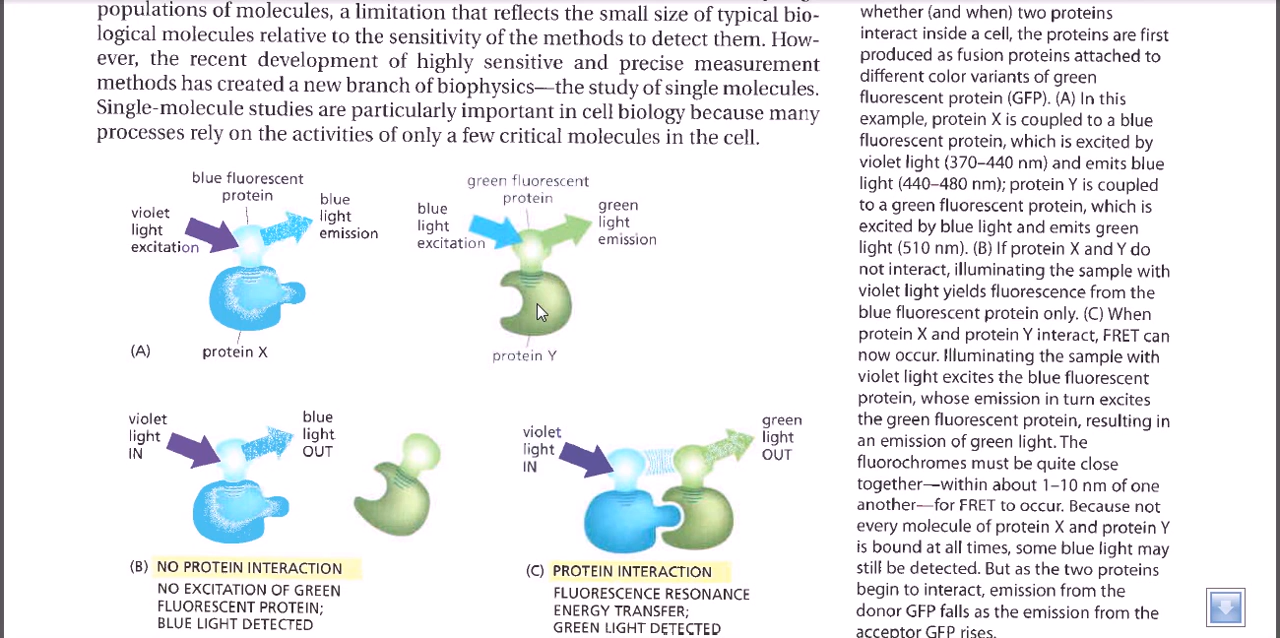 populations of molecules, a limitation that reflects the small size of typical bio-
logical molecules relative to the sensitivity of the methods to detect them. How-
ever, the recent development of highly sensitive and precise measurement
methods has created a new branch of biophysics—the study of single molecules.
Single-molecule studies are particularly important in cell biology because many
processes rely on the activities of only a few critical molecules in the cell.
blue fluorescent
protein
violet
light
excitation
blue
light
emission
protein X
(A)
green fluorescent
protein
blue
light
excitation
green
light
emission
protein Y
violet
light
IN
blue
light
OUT
(B) NO PROTEIN INTERACTION
NO EXCITATION OF GREEN
FLUORESCENT PROTEIN;
BLUE LIGHT DETECTED
violet
light
IN
green
light
OUT
(C) PROTEIN INTERACTION
FLUORESCENCE RESONANCE
ENERGY TRANSFER;
GREEN LIGHT DETECTED
whether (and when) two proteins
interact inside a cell, the proteins are first
produced as fusion proteins attached to
different color variants of green
fluorescent protein (GFP). (A) In this
example, protein X is coupled to a blue
fluorescent protein, which is excited by
violet light (370–440 nm) and emits blue
light (440–480 nm); protein Y is coupled
to a green fluorescent protein, which is
excited by blue light and emits green
light (510 nm). (B) If protein X and Y do
not interact, illuminating the sample with
violet light yields fluorescence from the
blue fluorescent protein only. (C) When
protein X and protein Y interact, FRET can
now occur. Illuminating the sample with
violet light excites the blue fluorescent
protein, whose emission in turn excites
the green fluorescent protein, resulting in
an emission of green light. The
fluorochromes must be quite close
together—within about 1–10 nm of one
another—for FRET to occur. Because not
every molecule of protein X and protein Y
is bound at all times, some blue light may
still be detected. But as the two proteins
begin to interact, emission from the
donor GFP falls as the emission from the
acceptor GFP rises.